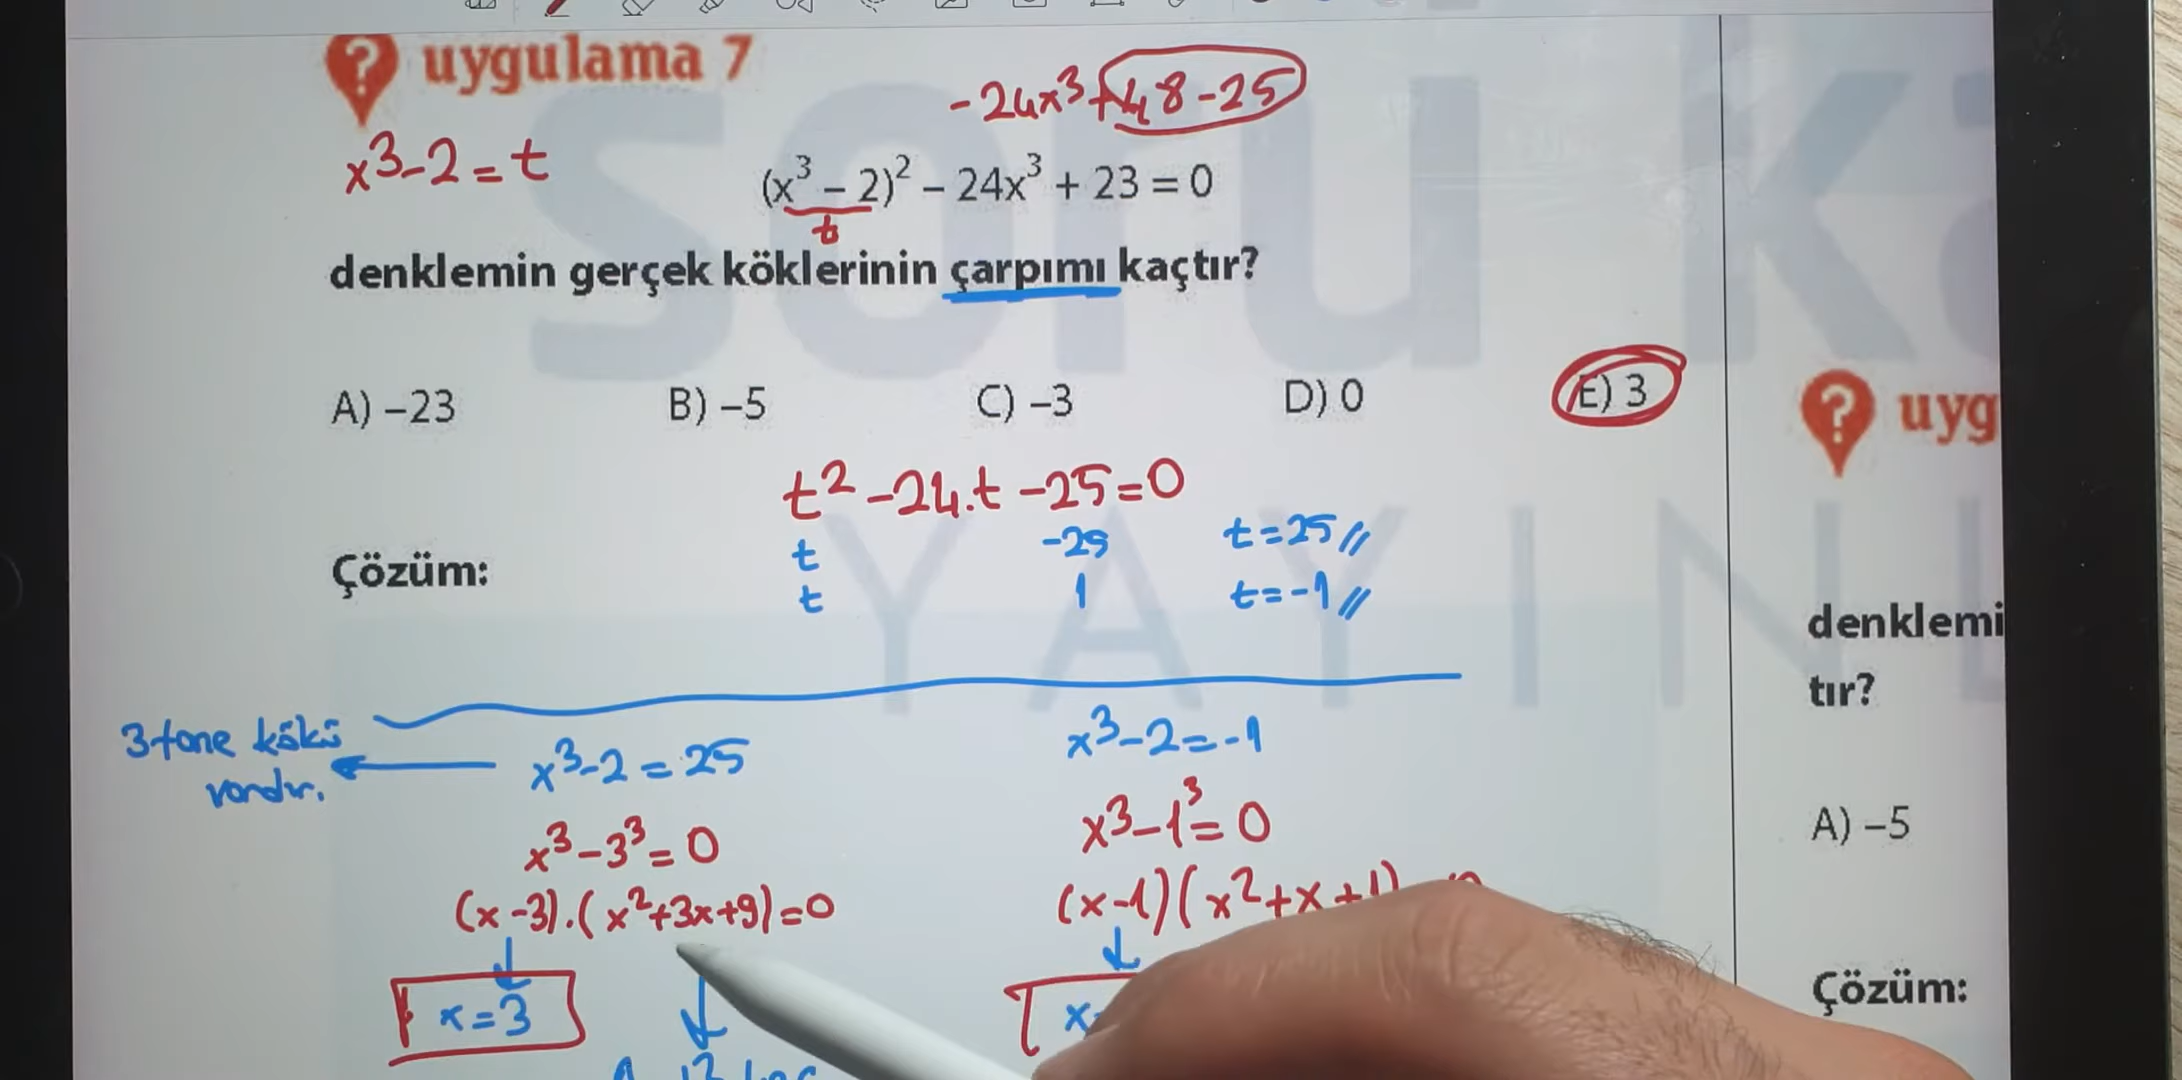 uygulama 7
-24x³+48-25
x³-2=t
(x³ – 2)² – 24x³ + 23 = 0
t
denklemin gerçek köklerinin çarpımı kaçtır?
A) –23 B) –5 C) –3 D) 0 E) 3
t²-24.t-25=0
Çözüm:
t -25 t=25//
t 1 t=-1//
3 tane kökü
vardır.
x³-2=25
x³-3³=0
(x-3).(x²+3x+9)=0
x=3
x³-2=-1
x³-1³=0
(x-1)(x²+x+1)
x
uyg
denklemi
tır?
A) –5
Çözüm:
soru ka
YAYINL